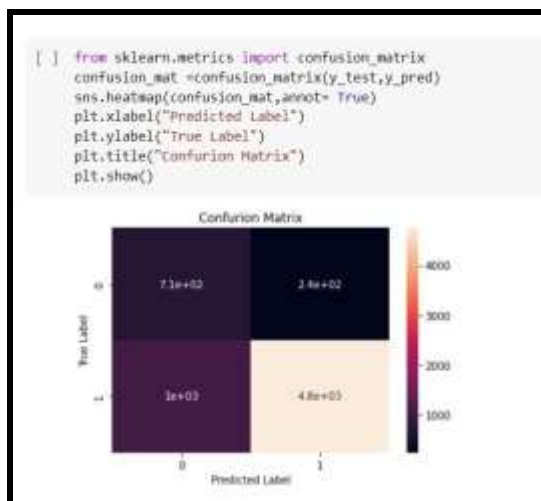 [ ] from sklearn.metrics import confusion_matrix
confusion_mat =confusion_matrix(y_test,y_pred)
sns.heatmap(confusion_mat,annot= True)
plt.xlabel("Predicted Label")
plt.ylabel("True Label")
plt.title("Confurion Matrix")
plt.show()
Confurion Matrix
7.1e+02 2.4e+02
1e+03 4.8e+03
True Label
0
1
0 1
Predicted Label
4000
3000
2000
1000